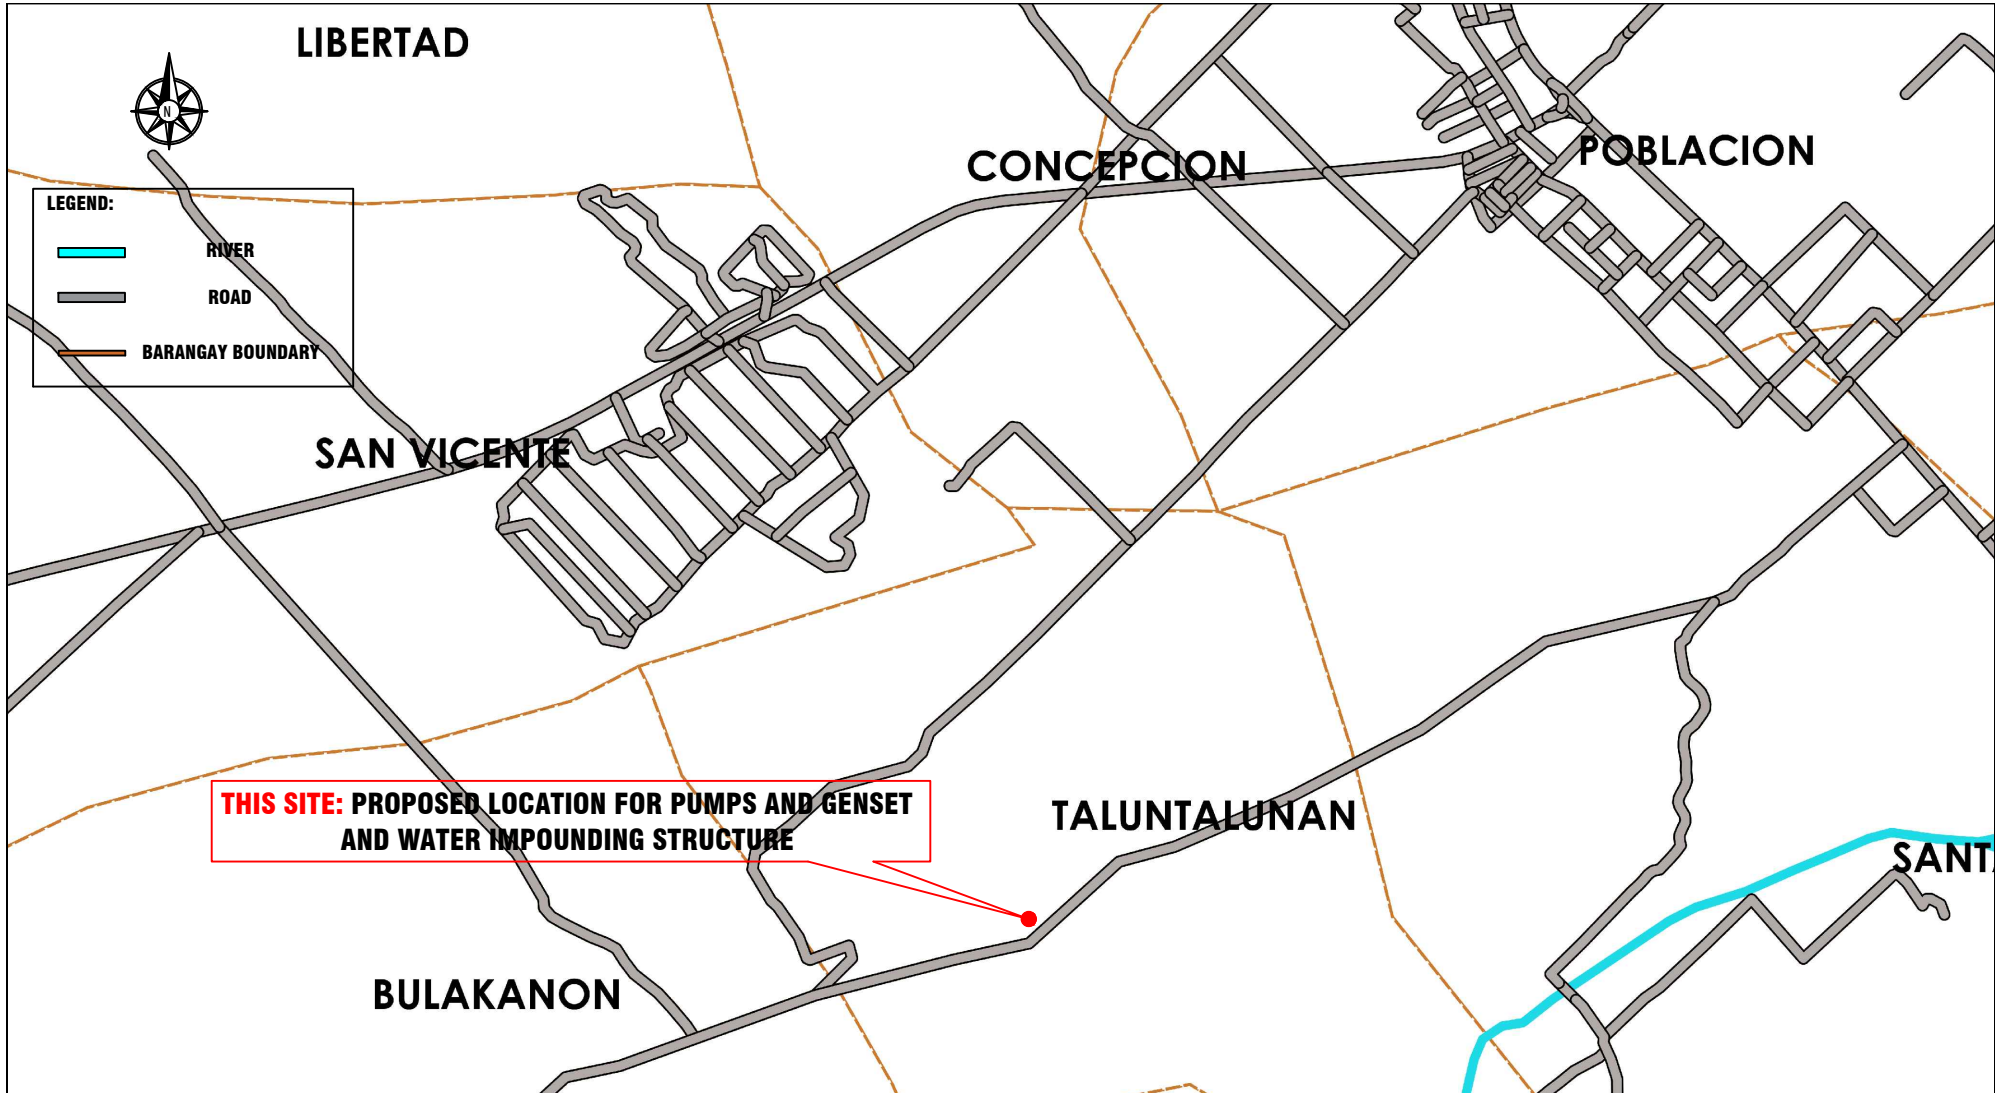 LIBERTAD
N
CONCEPCION
POBLACION
LEGEND:
RIVER
ROAD
BARANGAY BOUNDARY
SAN VICENTE
THIS SITE: PROPOSED LOCATION FOR PUMPS AND GENSET
AND WATER IMPOUNDING STRUCTURE
TALUNTALUNAN
BULAKANON